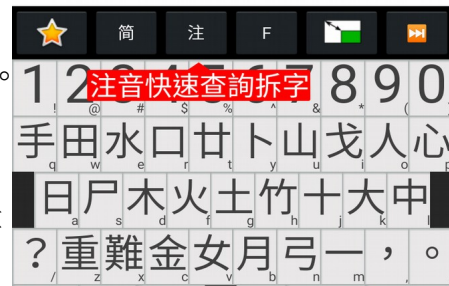 简 注 F
注音快速查詢拆字
1 2 8 9 0
! @ # $ % ^ & * ( )
手 田 水 口 廿 卜 山 戈 人 心
q w e r t y u i o p
日 尸 木 火 土 竹 十 大 中
a s d f g h j k l
? 重 難 金 女 月 弓 一 , 。
/ z x c v b n m ,